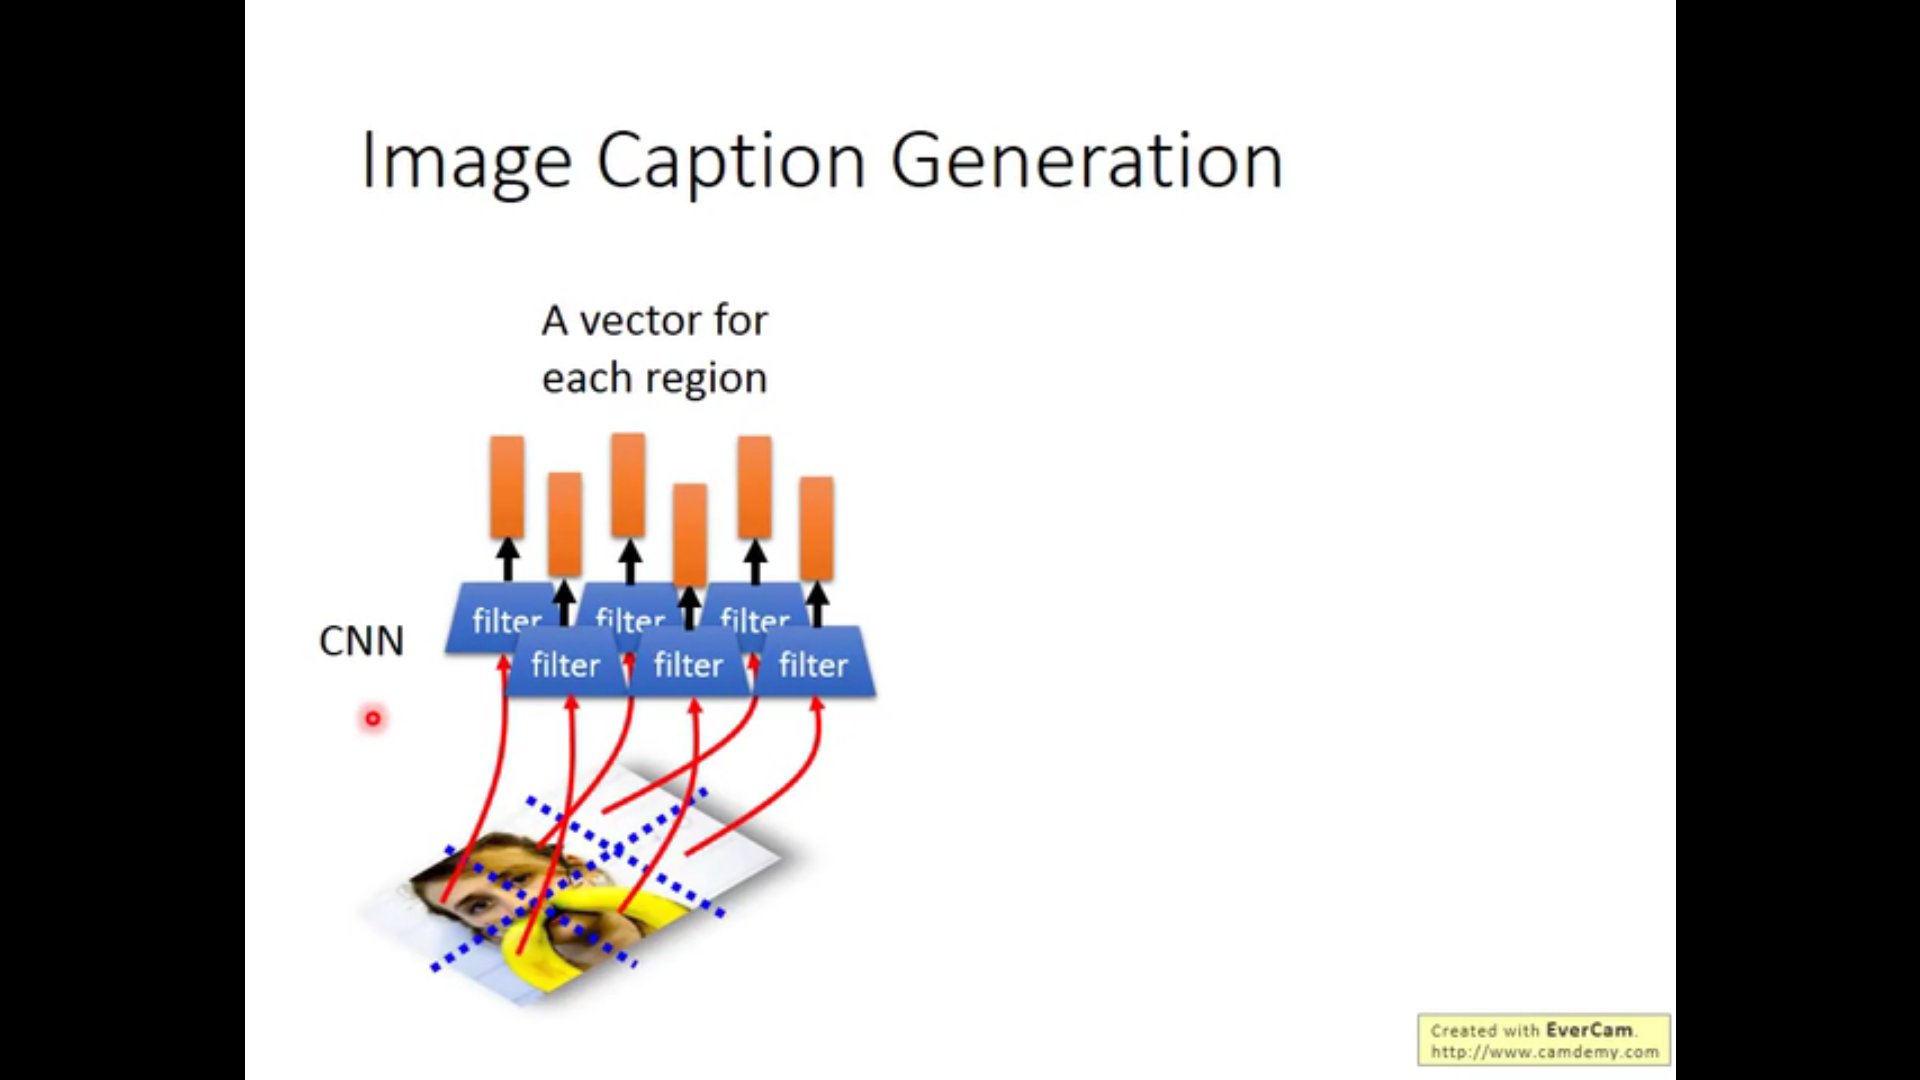 Image Caption Generation
A vector for
each region
filter filter filter
CNN
filter filter filter
Created with EverCam.
http://www.camdemy.com